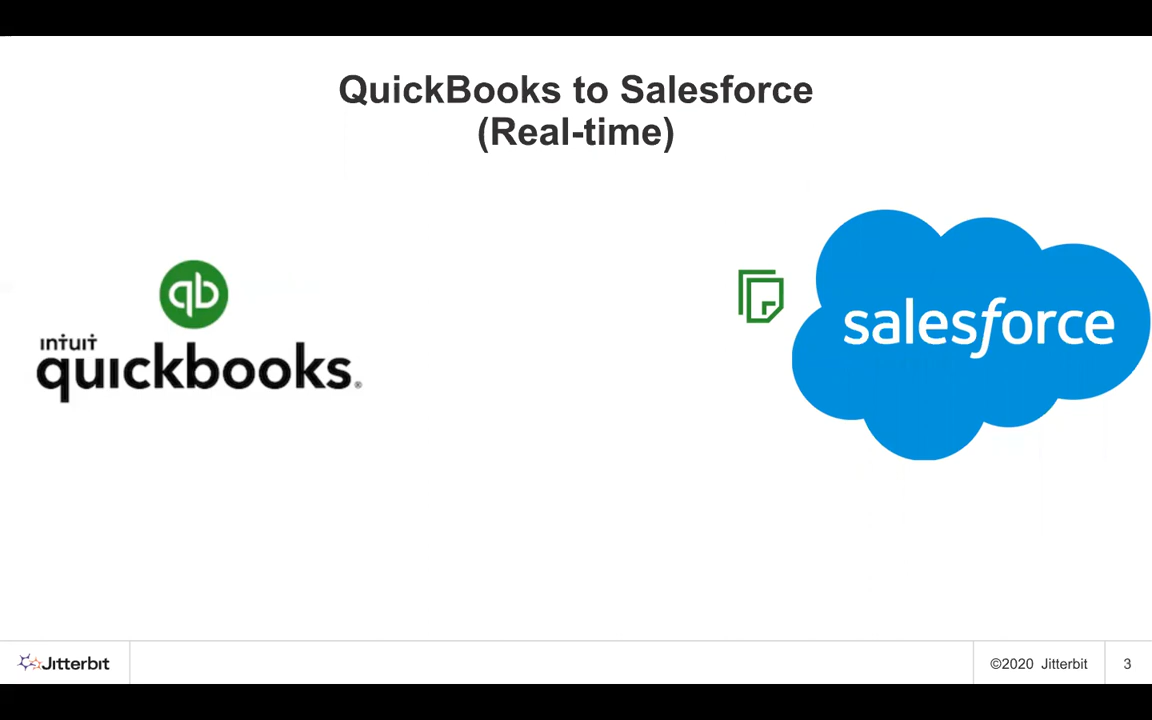 QuickBooks to Salesforce
(Real-time)
qb
intuit
quickbooks®
salesforce
Jitterbit
©2020 Jitterbit
3